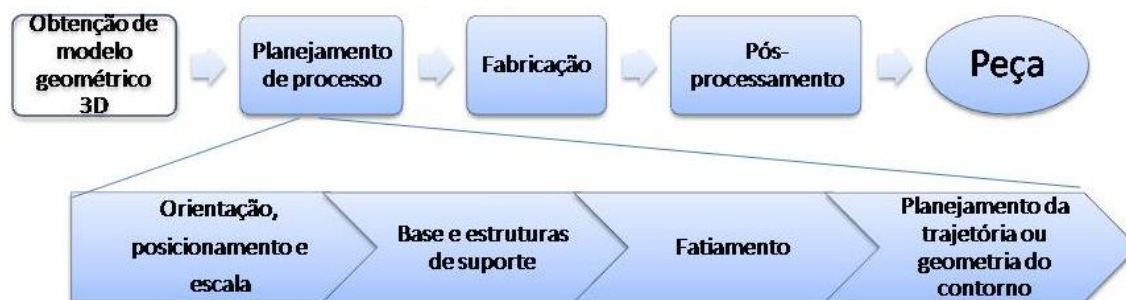 Obtenção de
modelo
geométrico
3D
Planejamento
de processo
Fabricação
Pós-
processamento
Peça
Orientação,
posicionamento e
escala
Base e estruturas
de suporte
Fatiamento
Planejamento da
trajetória ou
geometria do
contorno